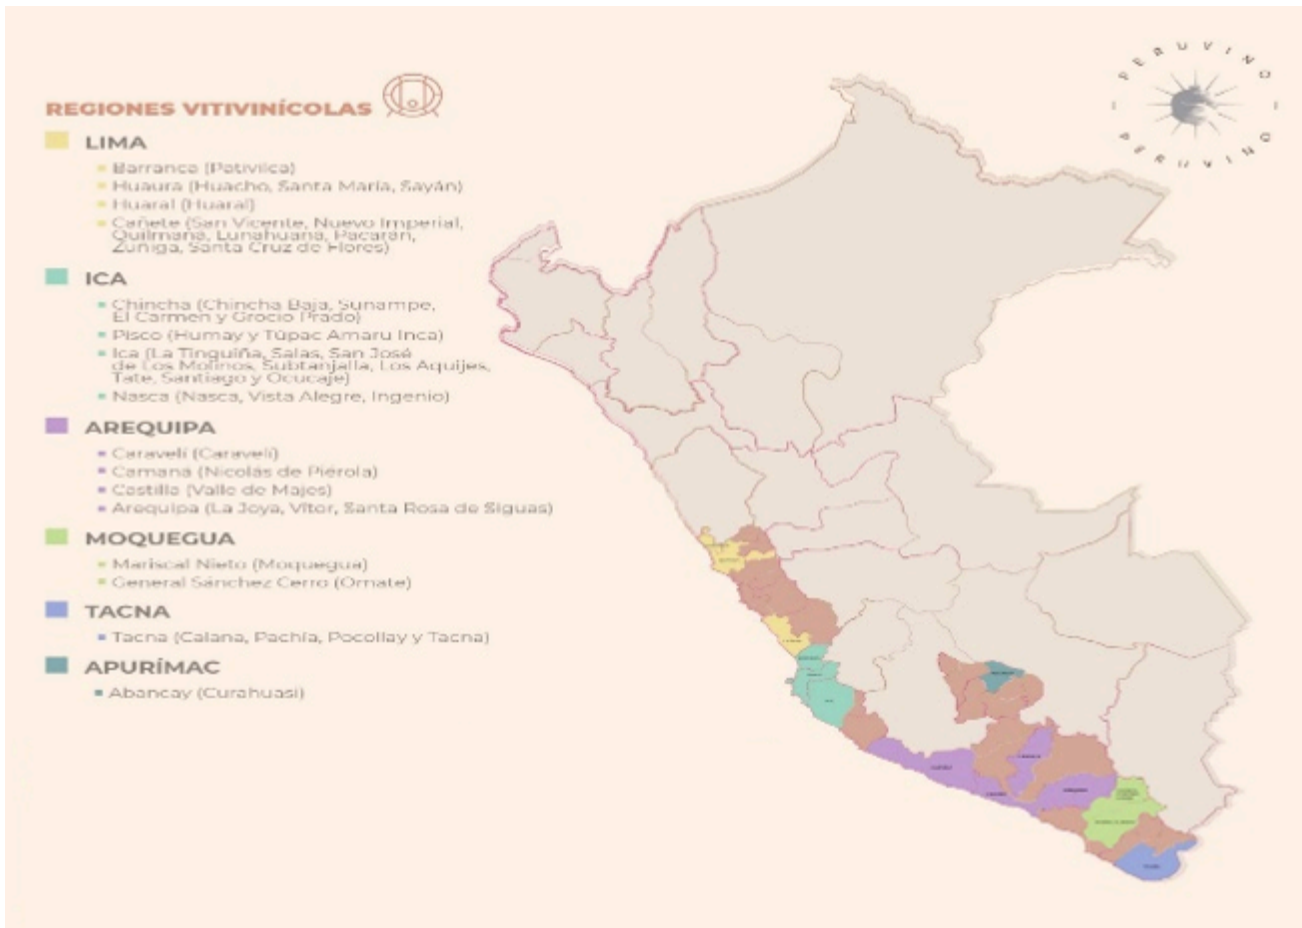 PERUVINO
PERUVINO
REGIONES VITIVINÍCOLAS
LIMA
Barranca (Pativilca)
Huaura (Huacho, Santa María, Sayán)
Huaral (Huaral)
Cañete (San Vicente, Nuevo Imperial,
Quilmaná, Lunahuaná, Pacarán,
Zúñiga, Santa Cruz de Flores)
ICA
Chincha (Chincha Baja, Sunampe,
El Carmen y Grocio Prado)
Pisco (Humay y Túpac Amaru Inca)
Ica (La Tinguiña, Salas, San José
de Los Molinos, Subtanjalla, Los Aquijes,
Tate, Santiago y Ocucaje)
Nasca (Nasca, Vista Alegre, Ingenio)
AREQUIPA
Caravelí (Caravelí)
Camaná (Nicolás de Piérola)
Castilla (Valle de Majes)
Arequipa (La Joya, Vítor, Santa Rosa de Siguas)
MOQUEGUA
Mariscal Nieto (Moquegua)
General Sánchez Cerro (Omate)
TACNA
Tacna (Calana, Pachía, Pocollay y Tacna)
APURÍMAC
Abancay (Curahuasi)